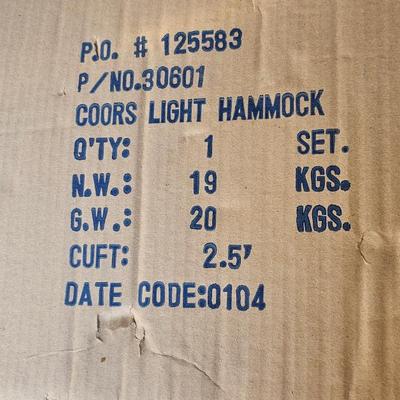 P.O. # 125583
P/NO.30601
COORS LIGHT HAMMOCK
Q'TY: 1 SET.
N.W.: 19 KGS.
G.W.: 20 KGS.
CUFT: 2.5'
DATE CODE:0104